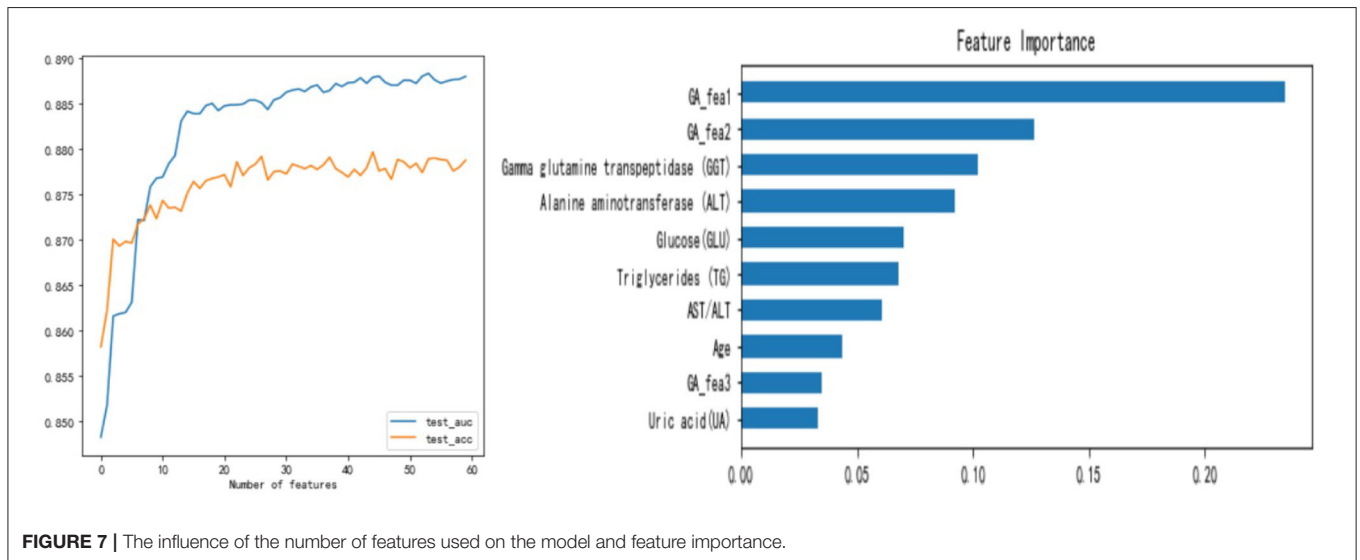 0.890
0.885
0.880
0.875
0.870
0.865
0.860
0.855
0.850
test_auc
test_acc
0 10 20 30 40 50 60
Number of features
Feature Importance
GA_fea1
GA_fea2
Gamma glutamine transpeptidase (GGT)
Alanine aminotransferase (ALT)
Glucose(GLU)
Triglycerides (TG)
AST/ALT
Age
GA_fea3
Uric acid(UA)
0.00 0.05 0.10 0.15 0.20
FIGURE 7 | The influence of the number of features used on the model and feature importance.